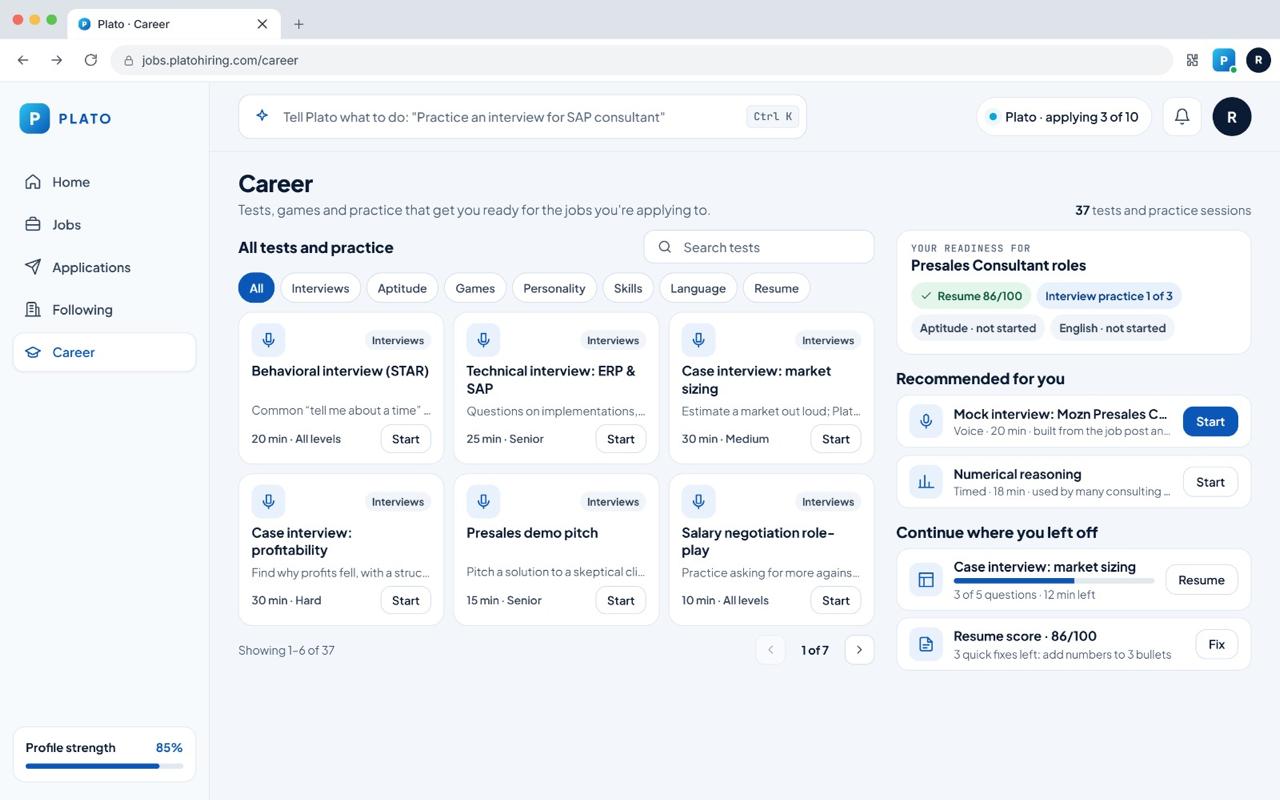 Plato · Career
jobs.platohiring.com/career
P
R
P
PLATO
Tell Plato what to do: "Practice an interview for SAP consultant"
Ctrl K
Plato · applying 3 of 10
R
Home
Jobs
Applications
Following
Career
Profile strength 85%
Career
Tests, games and practice that get you ready for the jobs you're applying to.
37 tests and practice sessions
All tests and practice
Search tests
All
Interviews
Aptitude
Games
Personality
Skills
Language
Resume
Interviews
Behavioral interview (STAR)
Common “tell me about a time” ...
20 min · All levels
Start
Interviews
Technical interview: ERP &
SAP
Questions on implementations,...
25 min · Senior
Start
Interviews
Case interview: market
sizing
Estimate a market out loud; Plat...
30 min · Medium
Start
Interviews
Case interview:
profitability
Find why profits fell, with a struc...
30 min · Hard
Start
Interviews
Presales demo pitch
Pitch a solution to a skeptical cli...
15 min · Senior
Start
Interviews
Salary negotiation role-
play
Practice asking for more agains...
10 min · All levels
Start
Showing 1–6 of 37
1 of 7
YOUR READINESS FOR
Presales Consultant roles
Resume 86/100
Interview practice 1 of 3
Aptitude · not started
English · not started
Recommended for you
Mock interview: Mozn Presales C...
Voice · 20 min · built from the job post an...
Start
Numerical reasoning
Timed · 18 min · used by many consulting ...
Start
Continue where you left off
Case interview: market sizing
3 of 5 questions · 12 min left
Resume
Resume score · 86/100
3 quick fixes left: add numbers to 3 bullets
Fix